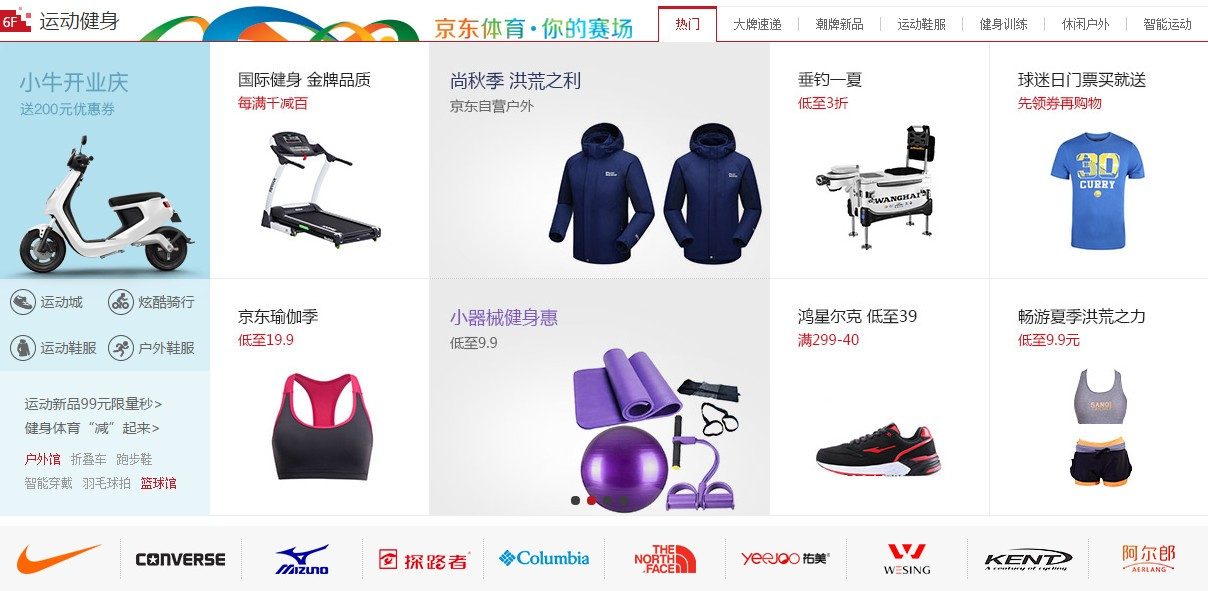 6F
运动健身
京东体育·你的赛场
热门
大牌速递
潮牌新品
运动鞋服
健身训练
休闲户外
智能运动
小牛开业庆
送200元优惠券
运动城
炫酷骑行
运动鞋服
户外鞋服
运动新品99元限量秒>
健身体育“减”起来>
户外馆 折叠车 跑步鞋
智能穿戴 羽毛球拍 篮球馆
国际健身 金牌品质
每满千减百
尚秋季 洪荒之利
京东自营户外
垂钓一夏
低至3折
WANGHAI
球迷日门票买就送
先领券再购物
30
CURRY
京东瑜伽季
低至19.9
小器械健身惠
低至9.9
鸿星尔克 低至39
满299-40
畅游夏季洪荒之力
低至9.9元
CONVERSE
MIZUNO
探路者
Columbia
THE
NORTH
FACE
yeejoo 佑美
WESING
KENT
A century of cycling
阿尔郎
AERLANG